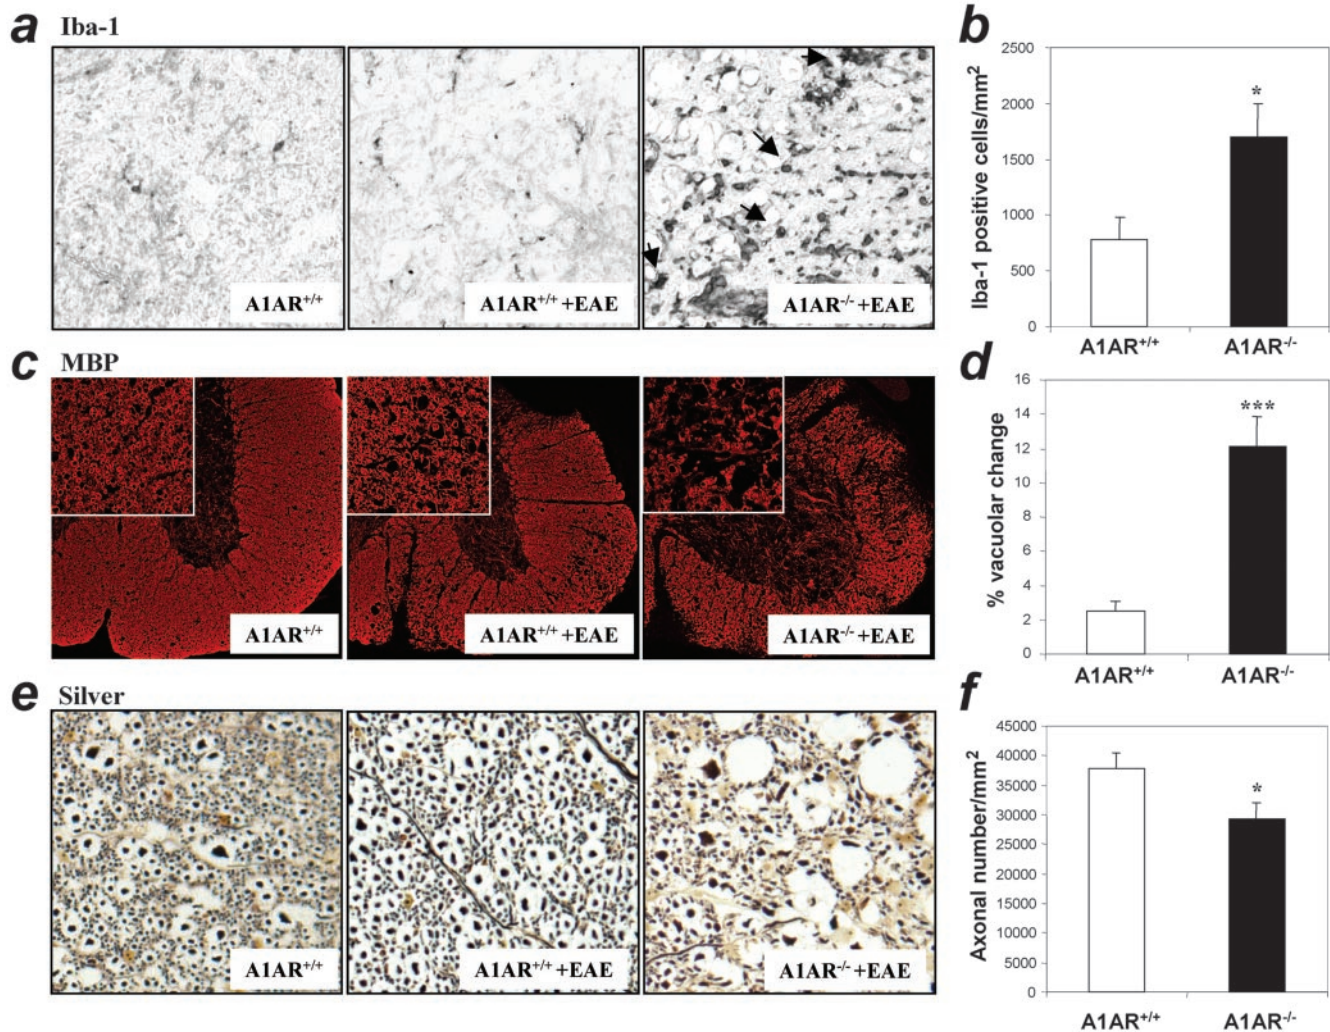 a Iba-1
A1AR+/+
A1AR+/+ +EAE
A1AR-/- +EAE
b
Iba-1 positive cells/mm2
2500
2000
1500
1000
500
0
*
A1AR+/+
A1AR-/-
c MBP
A1AR+/+
A1AR+/+ +EAE
A1AR-/- +EAE
d
% vacuolar change
16
14
12
10
8
6
4
2
0
***
A1AR+/+
A1AR-/-
e Silver
A1AR+/+
A1AR+/+ +EAE
A1AR-/- +EAE
f
Axonal number/mm2
45000
40000
35000
30000
25000
20000
15000
10000
5000
0
*
A1AR+/+
A1AR-/-